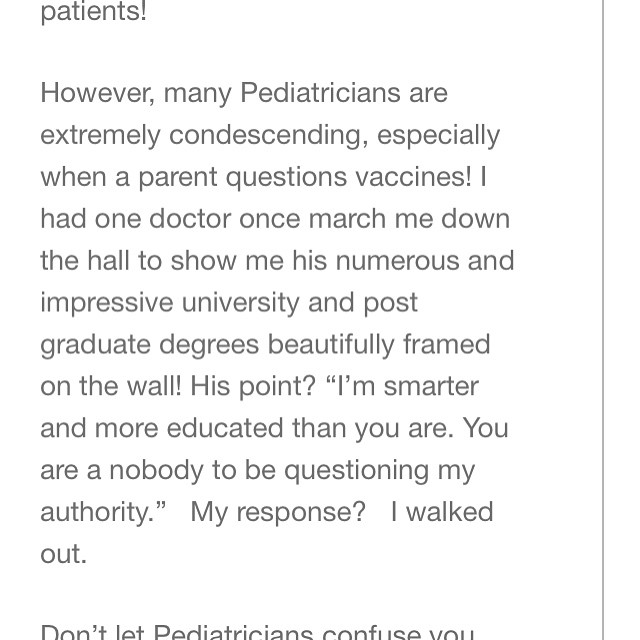 patients!
However, many Pediatricians are
extremely condescending, especially
when a parent questions vaccines! I
had one doctor once march me down
the hall to show me his numerous and
impressive university and post
graduate degrees beautifully framed
on the wall! His point? “I’m smarter
and more educated than you are. You
are a nobody to be questioning my
authority.”   My response?   I walked
out.
Don’t let Pediatricians confuse you